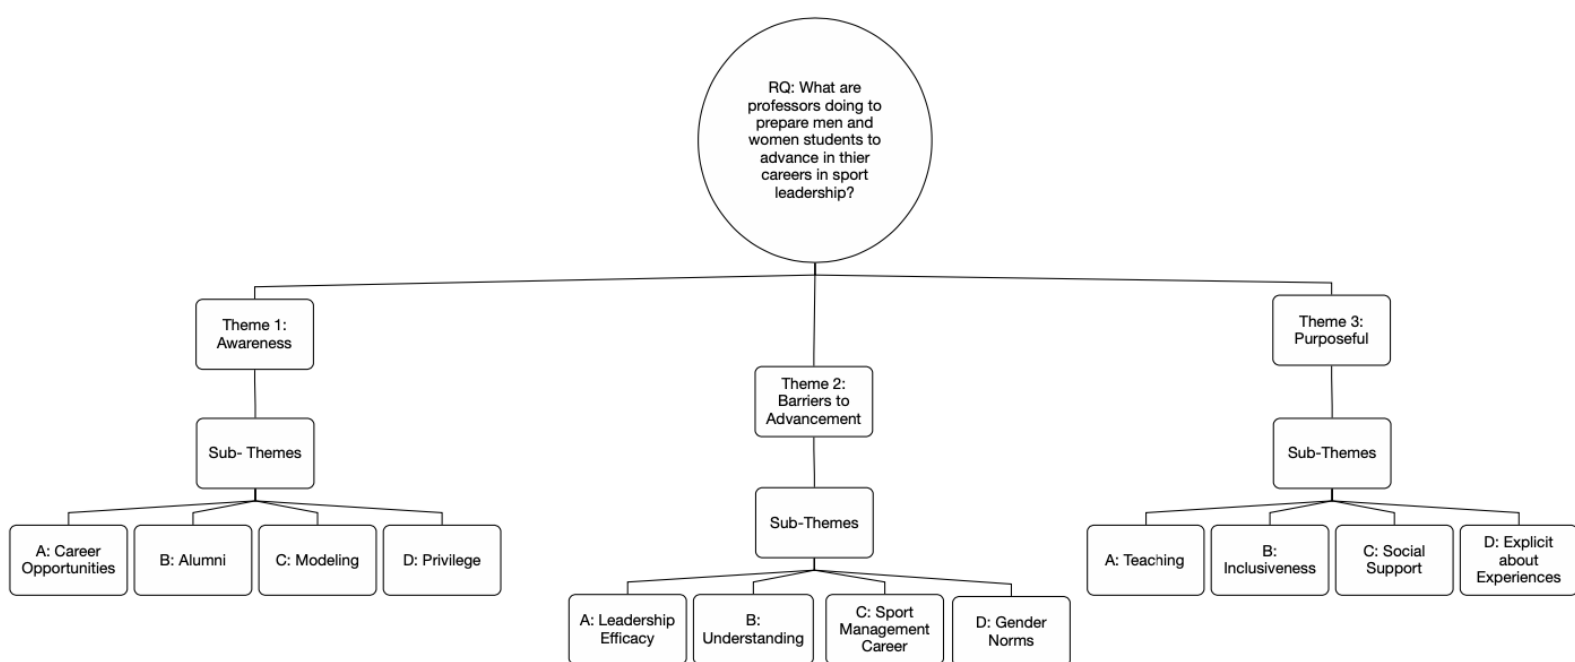 RQ: What are
professors doing to
prepare men and
women students to
advance in thier
careers in sport
leadership?
Theme 1:
Awareness
Sub- Themes
A: Career
Opportunities
B: Alumni
C: Modeling
D: Privilege
Theme 2:
Barriers to
Advancement
Sub-Themes
A: Leadership
Efficacy
B:
Understanding
C: Sport
Management
Career
D: Gender
Norms
Theme 3:
Purposeful
Sub-Themes
A: Teaching
B:
Inclusiveness
C: Social
Support
D: Explicit
about
Experiences